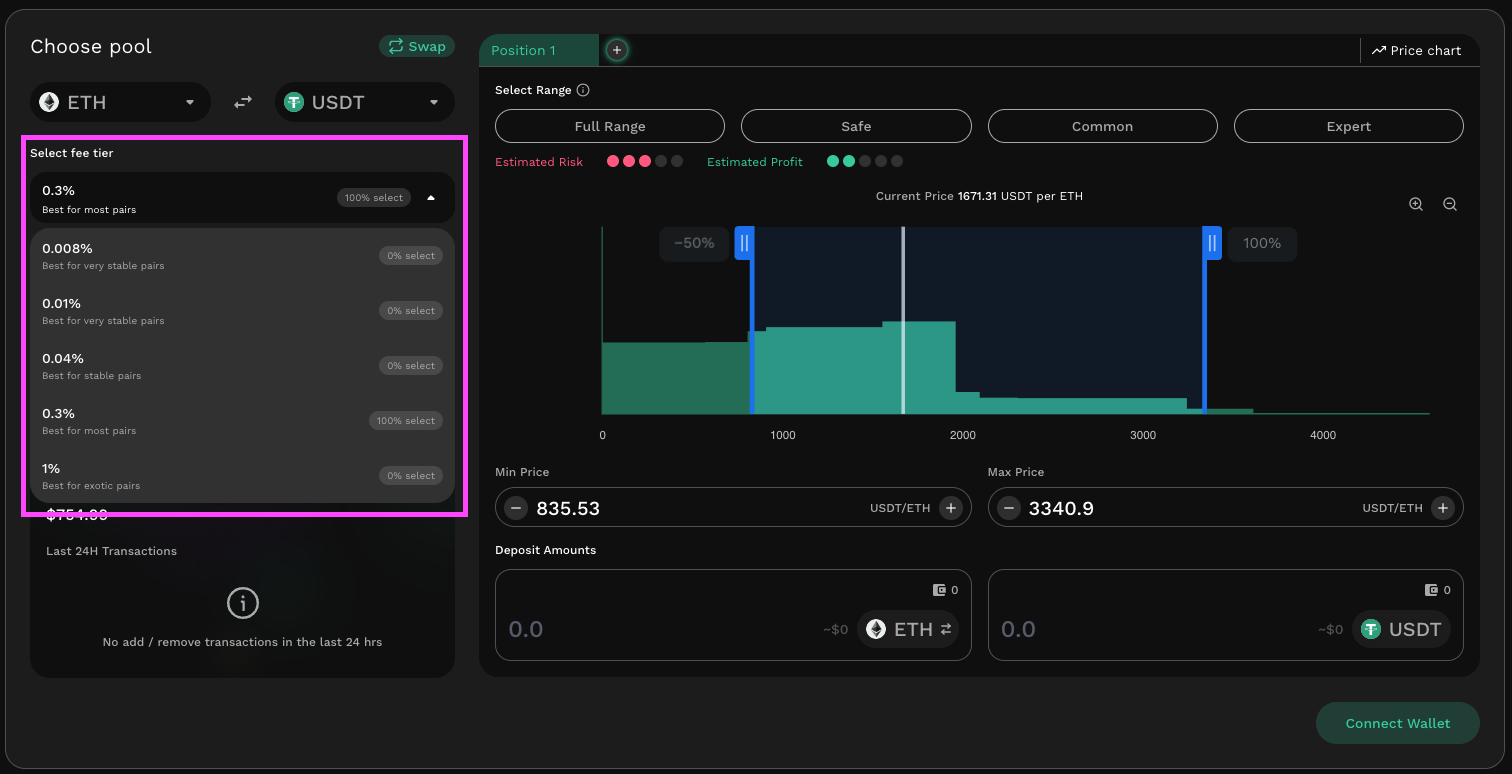 Choose pool
Swap
ETH
USDT
Select fee tier
0.3%
Best for most pairs
100% select
0.008%
Best for very stable pairs
0% select
0.01%
Best for very stable pairs
0% select
0.04%
Best for stable pairs
0% select
0.3%
Best for most pairs
100% select
1%
Best for exotic pairs
0% select
Last 24H Transactions
No add / remove transactions in the last 24 hrs
Position 1
Price chart
Select Range
Full Range
Safe
Common
Expert
Estimated Risk
Estimated Profit
Current Price 1671.31 USDT per ETH
−50%
100%
0 1000 2000 3000 4000
Min Price
835.53
USDT/ETH
Max Price
3340.9
USDT/ETH
Deposit Amounts
0
0.0
~$0
ETH
0
0.0
~$0
USDT
Connect Wallet